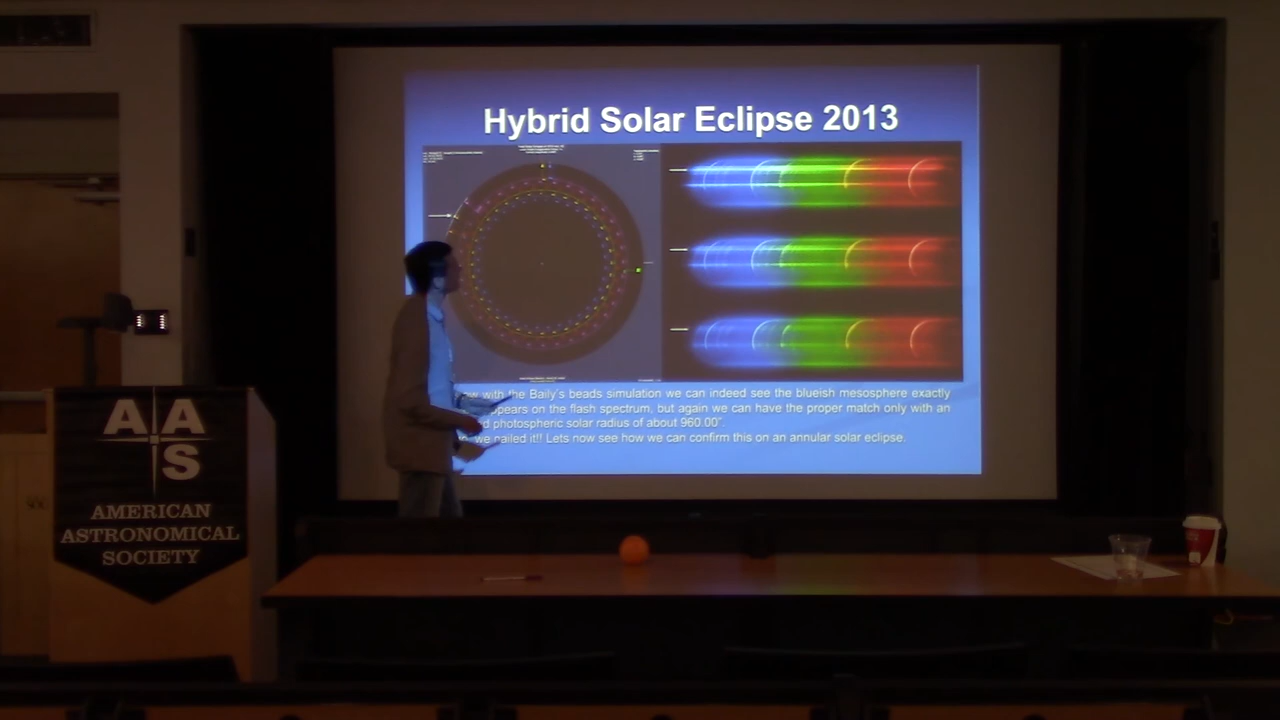 Hybrid Solar Eclipse 2013
with the Baily's beads simulation we can indeed see the blueish mesosphere exactly
on the flash spectrum, but again we can have the proper match only with an
photospheric solar radius of about 960.00".
we nailed it!! Lets now see how we can confirm this on an annular solar eclipse.
AAS
AMERICAN
ASTRONOMICAL
SOCIETY